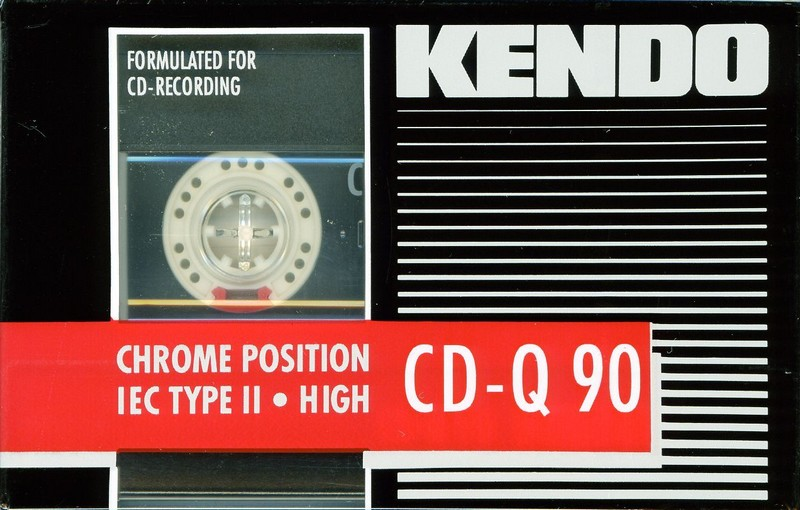 FORMULATED FOR
CD-RECORDING
KENDO
CHROME POSITION
IEC TYPE II • HIGH
CD-Q 90